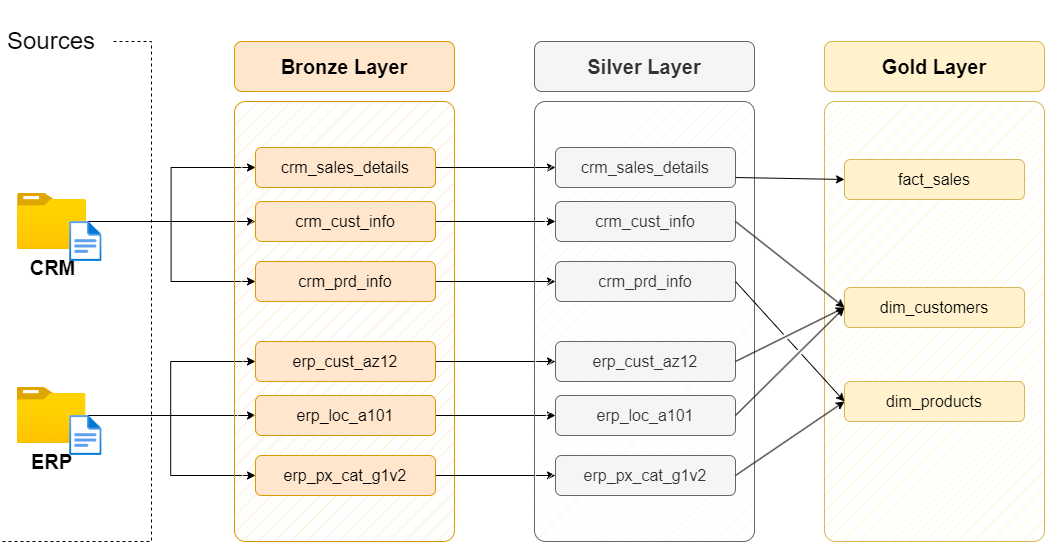 Sources
Bronze Layer
Silver Layer
Gold Layer
crm_sales_details
crm_sales_details
fact_sales
crm_cust_info
crm_cust_info
CRM
crm_prd_info
crm_prd_info
dim_customers
erp_cust_az12
erp_cust_az12
dim_products
erp_loc_a101
erp_loc_a101
ERP
erp_px_cat_g1v2
erp_px_cat_g1v2